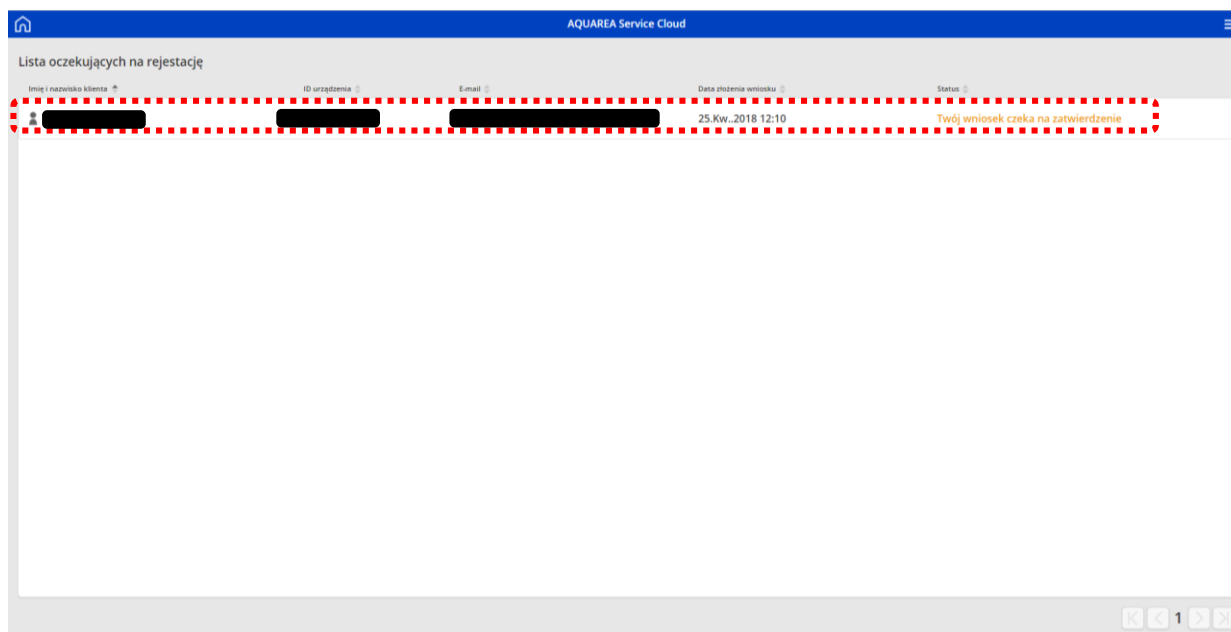 AQUAREA Service Cloud
Lista oczekujących na rejestację
Imię i nazwisko klienta ID urządzenia E-mail Data złożenia wniosku Status
25.Kw..2018 12:10 Twój wniosek czeka na zatwierdzenie
1